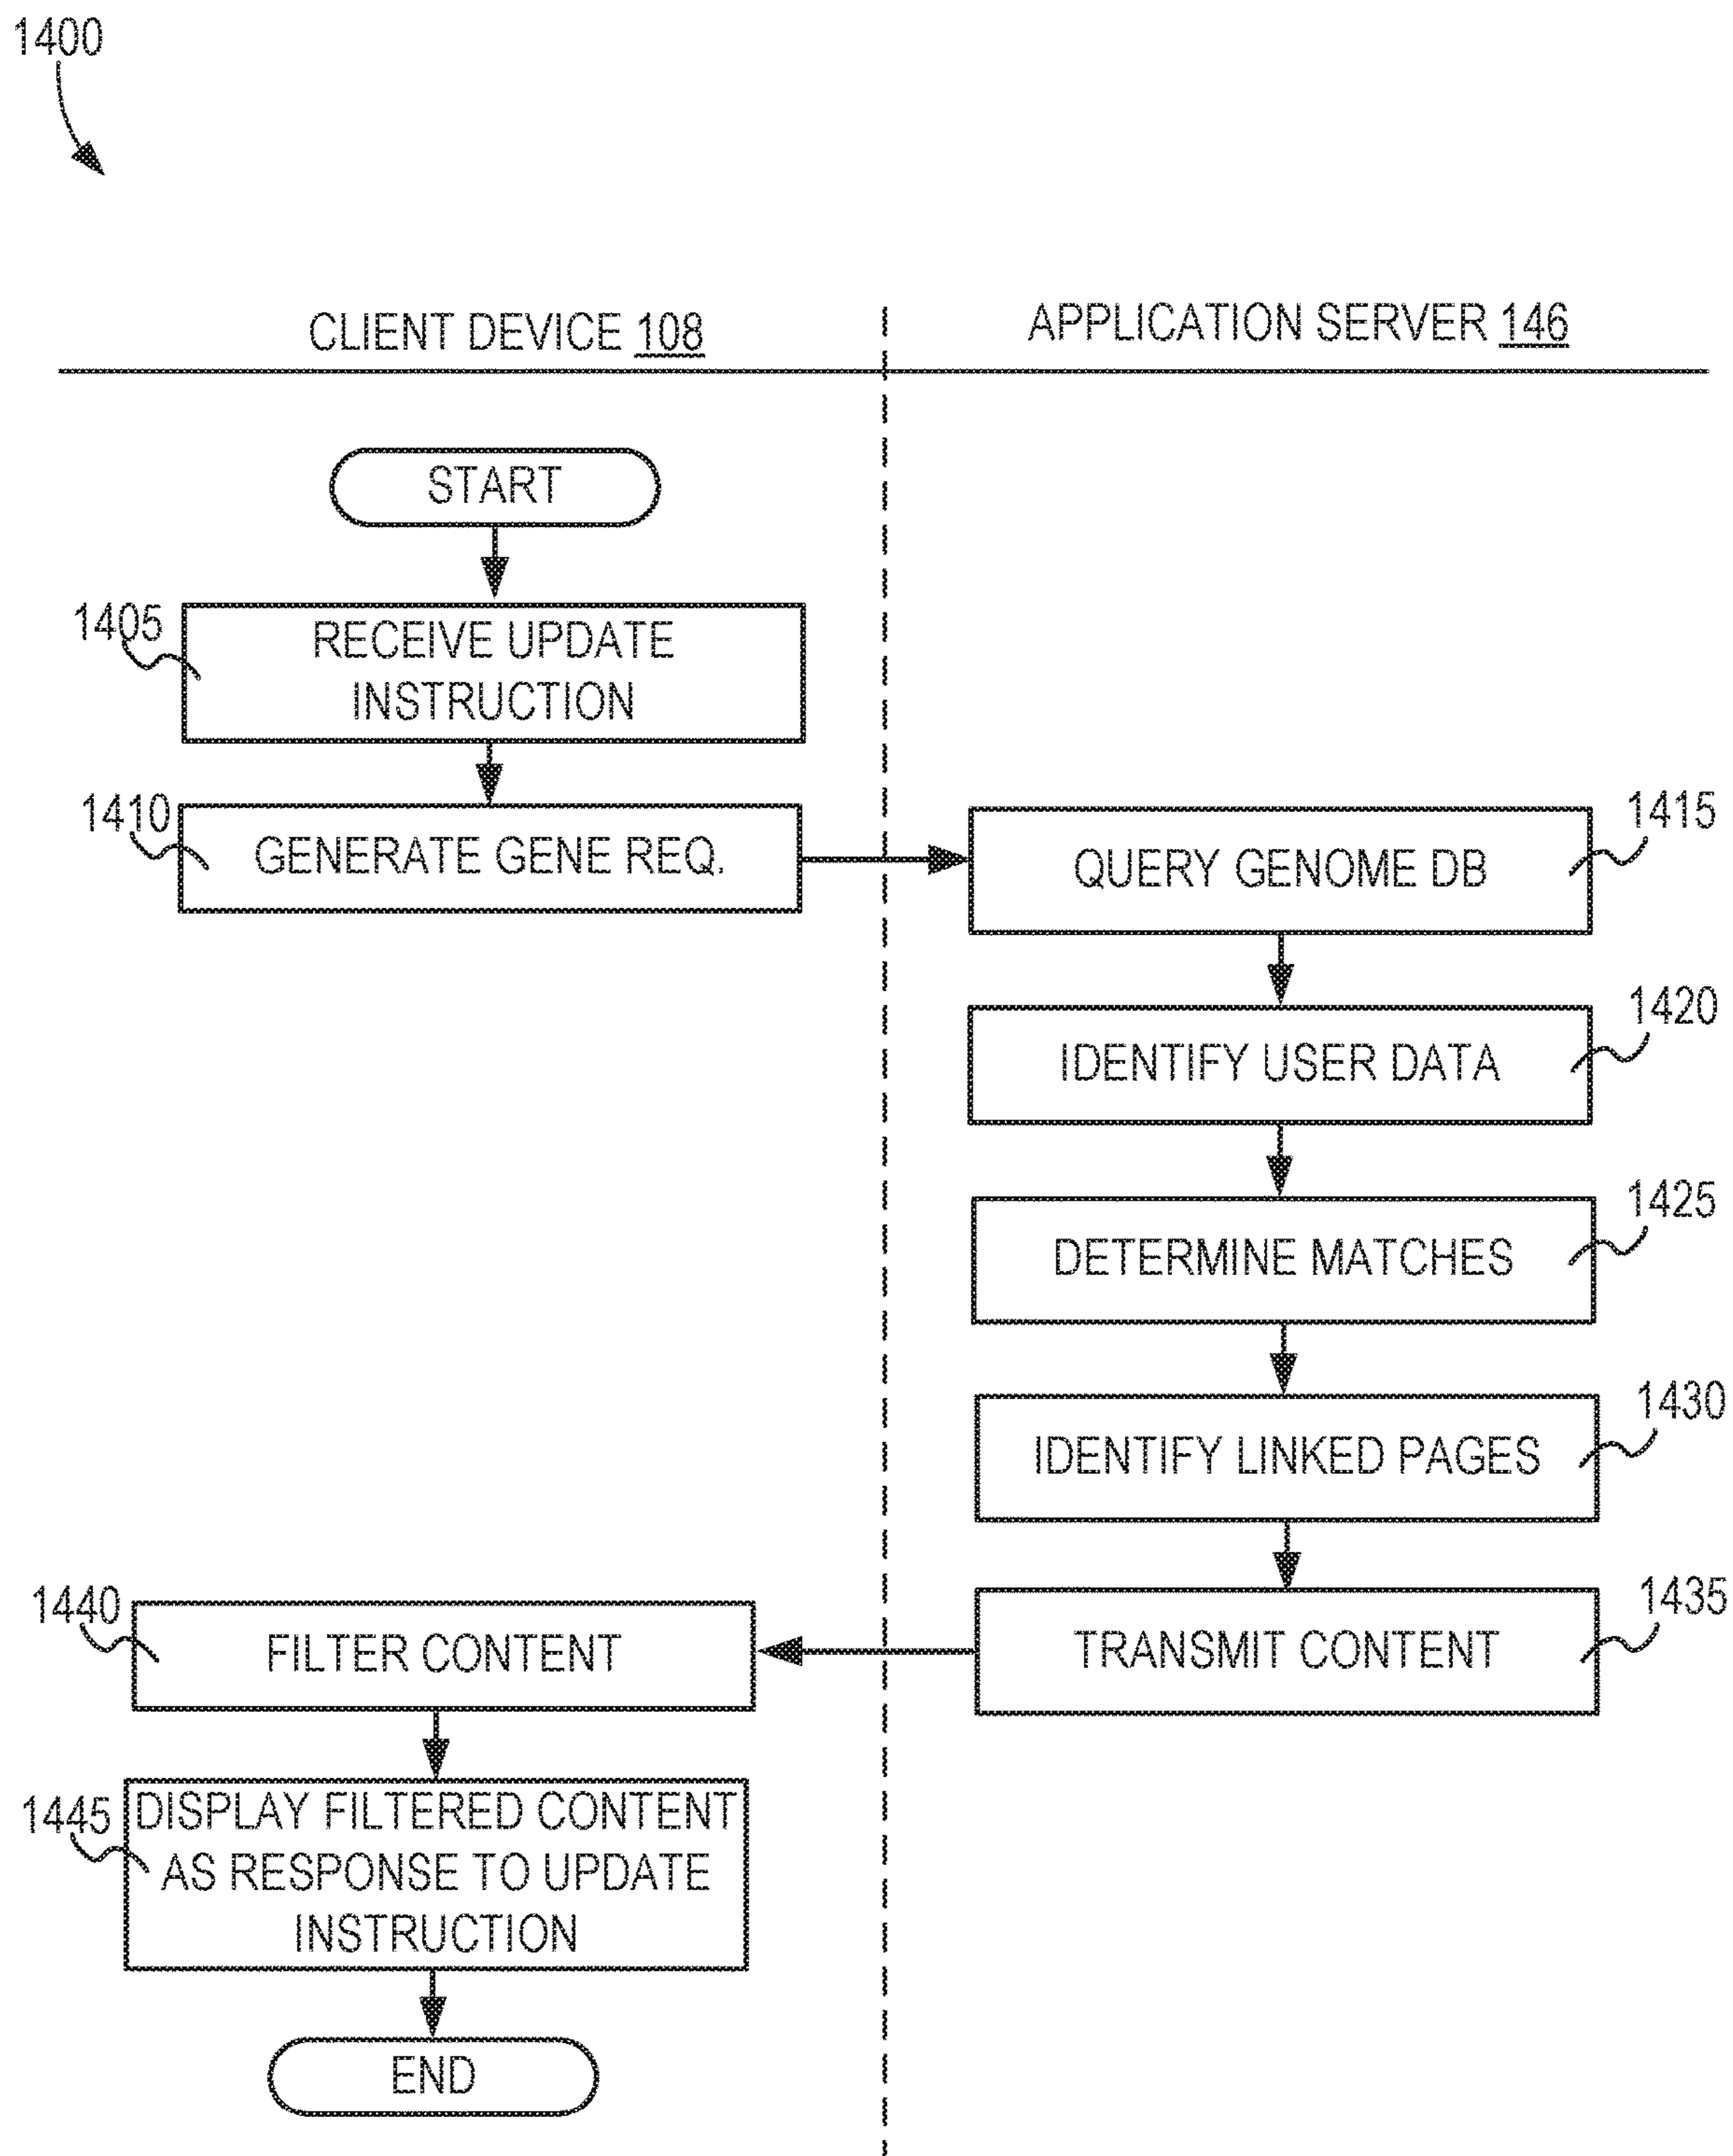 1400
CLIENT DEVICE 108
APPLICATION SERVER 146
START
1405
RECEIVE UPDATE
INSTRUCTION
1410
GENERATE GENE REQ.
1415
QUERY GENOME DB
1420
IDENTIFY USER DATA
1425
DETERMINE MATCHES
1430
IDENTIFY LINKED PAGES
1435
TRANSMIT CONTENT
1440
FILTER CONTENT
1445
DISPLAY FILTERED CONTENT
AS RESPONSE TO UPDATE
INSTRUCTION
END